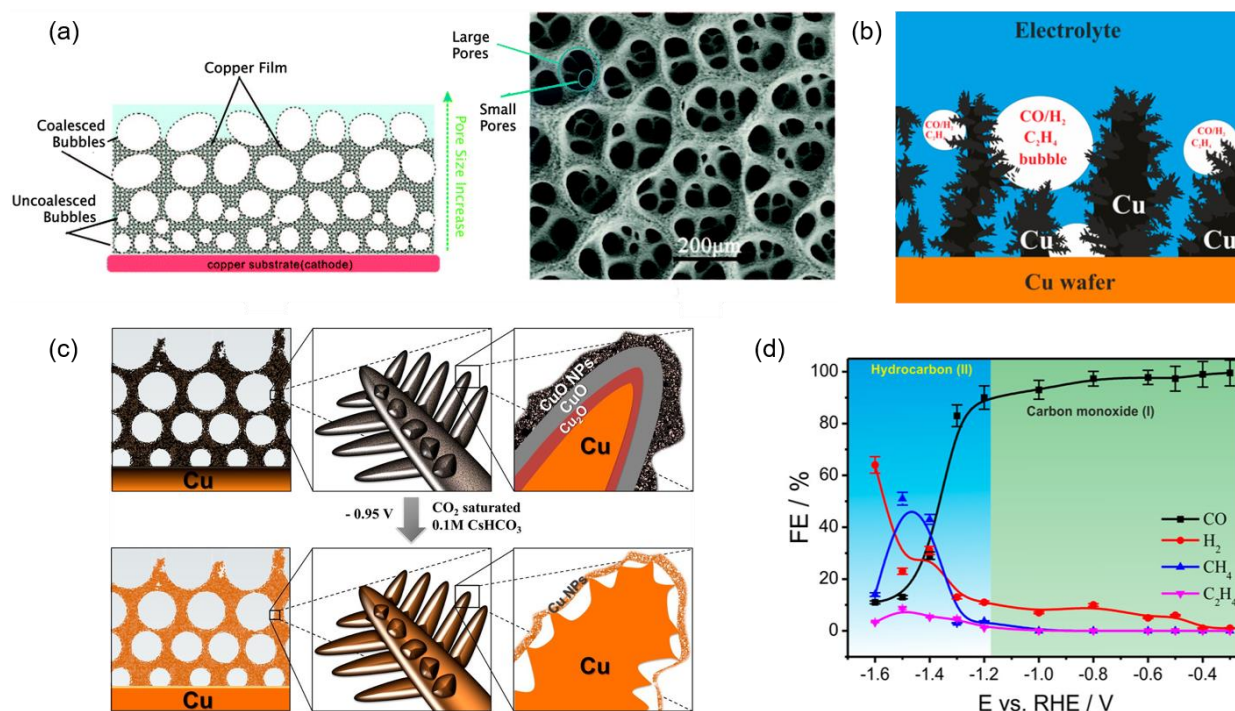 (a)
Copper Film
Coalesced
Bubbles
Uncoalesced
Bubbles
Pore Size Increase
copper substrate(cathode)
Large
Pores
Small
Pores
200μm
(b)
Electrolyte
CO/H2
C2H4
CO/H2
C2H4
bubble
CO/H2
C2H4
Cu
Cu
Cu
Cu wafer
(c)
Cu
CuO NPs
CuO
Cu2O
Cu
- 0.95 V
CO2 saturated
0.1M CsHCO3
Cu
Cu NPs
Cu
(d)
Hydrocarbon (II)
Carbon monoxide (I)
CO
H2
CH4
C2H4
FE / %
100
80
60
40
20
0
-1.6 -1.4 -1.2 -1.0 -0.8 -0.6 -0.4
E vs. RHE / V